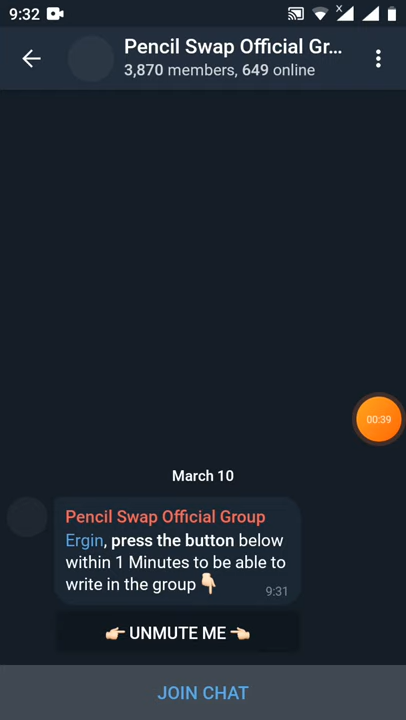 9:32
Pencil Swap Official Gr...
3,870 members, 649 online
00:39
March 10
Pencil Swap Official Group
Ergin, press the button below
within 1 Minutes to be able to
write in the group👇🏻
9:31
👉🏻 UNMUTE ME 👈🏻
JOIN CHAT